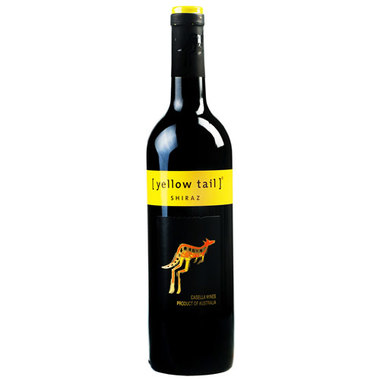 [ yellow tail ]®
SHIRAZ
CASELLA WINES
PRODUCT OF AUSTRALIA